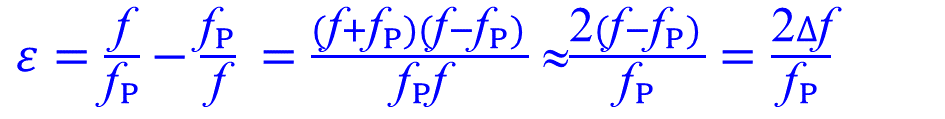 ε = f/f_P − f_P/f = (f+f_P)(f−f_P)/f_P f ≈ 2(f−f_P)/f_P = 2Δf/f_P